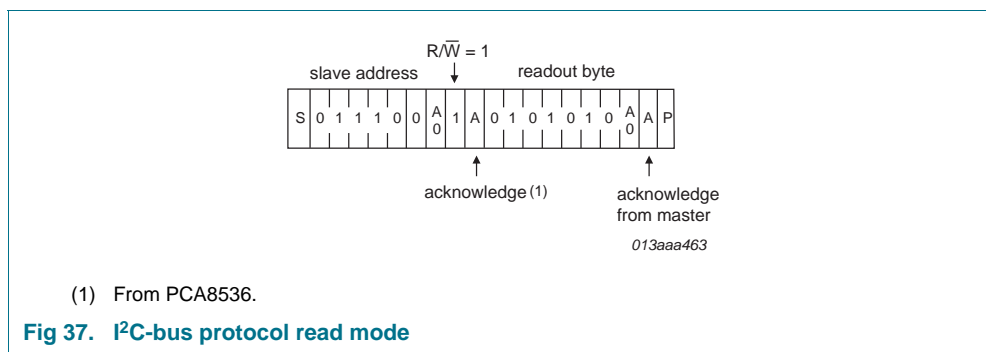 R/W̅ = 1
slave address readout byte
S 0 1 1 1 0 0 A0 1 A 0 1 0 1 0 1 0 A0 A P
acknowledge (1) acknowledge
from master
013aaa463
(1) From PCA8536.
Fig 37. I²C-bus protocol read mode